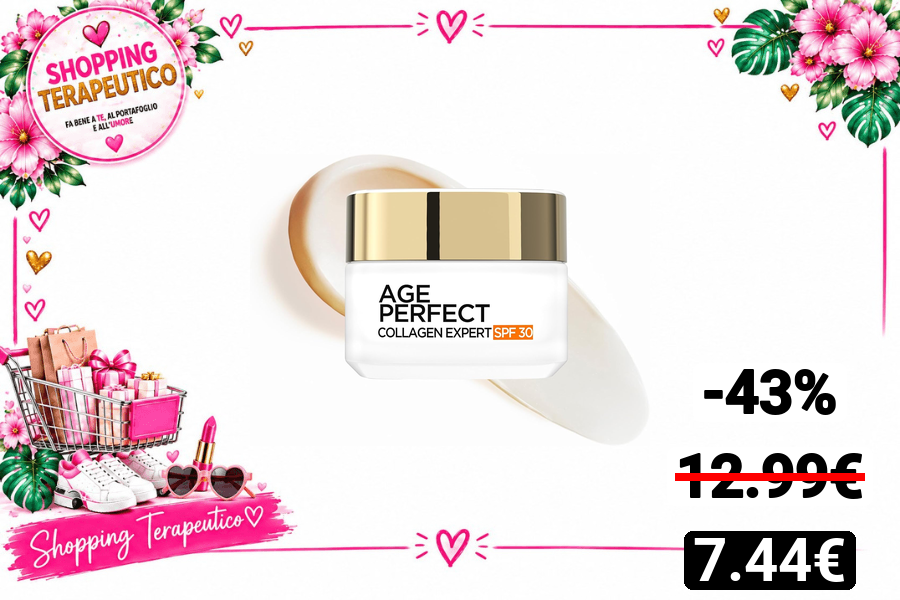 SHOPPING
TERAPEUTICO
FA BENE A TE, AL PORTAFOGLIO
E ALL'UMORE
AGE
PERFECT
COLLAGEN EXPERT SPF 30
-43%
12.99€
7.44€
Shopping Terapeutico